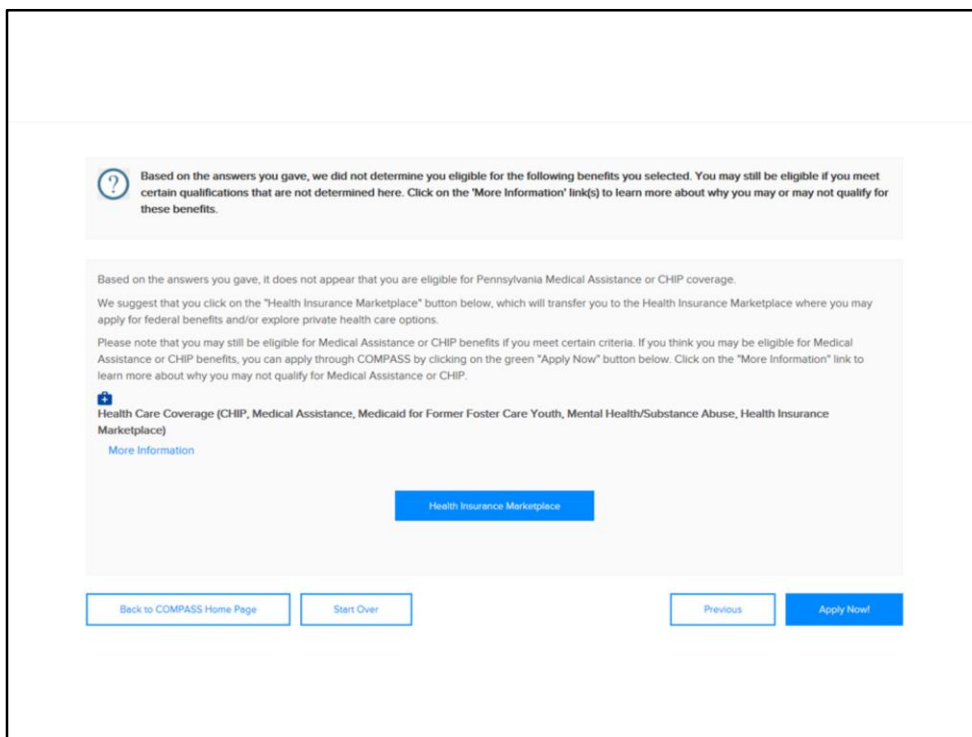 ?
Based on the answers you gave, we did not determine you eligible for the following benefits you selected. You may still be eligible if you meet
certain qualifications that are not determined here. Click on the 'More Information' link(s) to learn more about why you may or may not qualify for
these benefits.
Based on the answers you gave, it does not appear that you are eligible for Pennsylvania Medical Assistance or CHIP coverage.
We suggest that you click on the "Health Insurance Marketplace" button below, which will transfer you to the Health Insurance Marketplace where you may
apply for federal benefits and/or explore private health care options.
Please note that you may still be eligible for Medical Assistance or CHIP benefits if you meet certain criteria. If you think you may be eligible for Medical
Assistance or CHIP benefits, you can apply through COMPASS by clicking on the green "Apply Now" button below. Click on the "More Information" link to
learn more about why you may not qualify for Medical Assistance or CHIP.
Health Care Coverage (CHIP, Medical Assistance, Medicaid for Former Foster Care Youth, Mental Health/Substance Abuse, Health Insurance
Marketplace)
More Information
Health Insurance Marketplace
Back to COMPASS Home Page
Start Over
Previous
Apply Now!